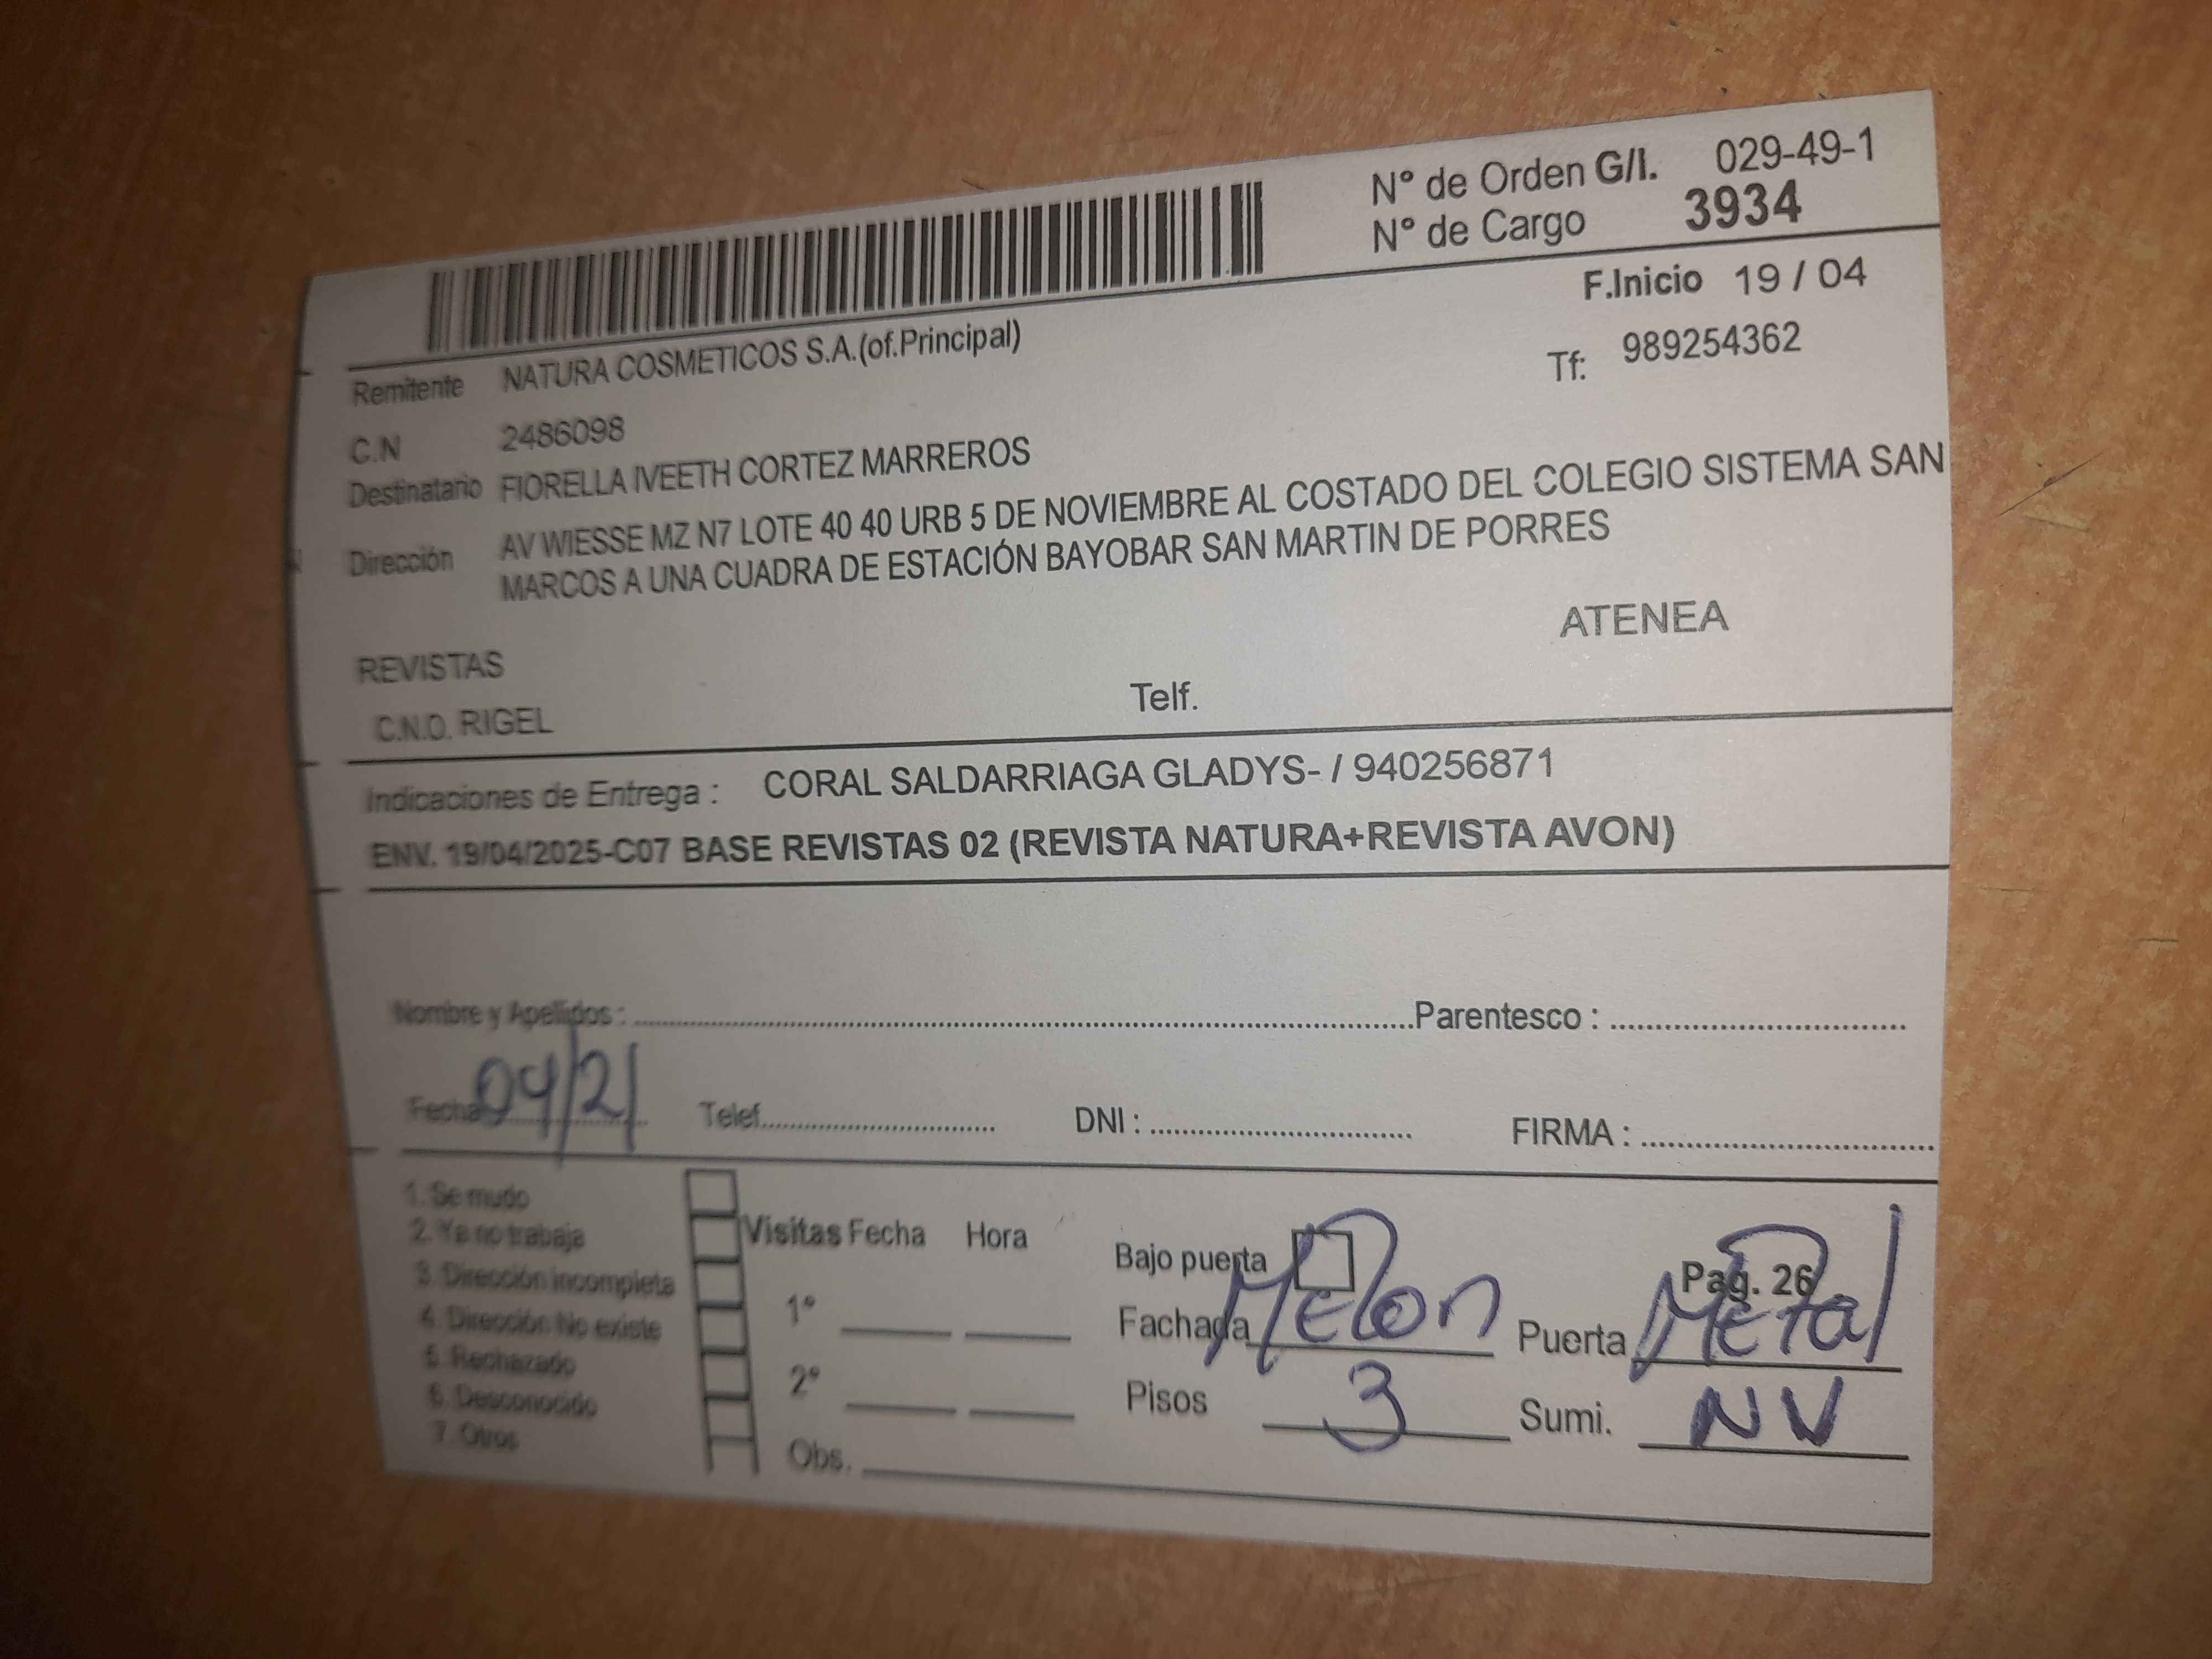 N° de Orden G/I. 029-49-1
N° de Cargo 3934
F.Inicio 19 / 04
Remitente NATURA COSMETICOS S.A.(of.Principal)
Tf: 989254362
C.N 2486098
Destinatario FIORELLA IVEETH CORTEZ MARREROS
Dirección AV WIESSE MZ N7 LOTE 40 40 URB 5 DE NOVIEMBRE AL COSTADO DEL COLEGIO SISTEMA SAN
MARCOS A UNA CUADRA DE ESTACIÓN BAYOBAR SAN MARTIN DE PORRES
ATENEA
REVISTAS
C.N.O. RIGEL Telf.
Indicaciones de Entrega : CORAL SALDARRIAGA GLADYS- / 940256871
ENV. 19/04/2025-C07 BASE REVISTAS 02 (REVISTA NATURA+REVISTA AVON)
Nombre y Apellidos : Parentesco :
Fecha 04/21 Telef. DNI : FIRMA :
1. Se mudo
2. Ya no trabaja
3. Dirección incompleta
4. Dirección No existe
5. Rechazado
6. Desconocido
7. Otros
Visitas Fecha Hora
1°
2°
Obs.
Bajo puerta Pag. 26
Fachada Melon Puerta Metal
Pisos 3 Sumi. NV